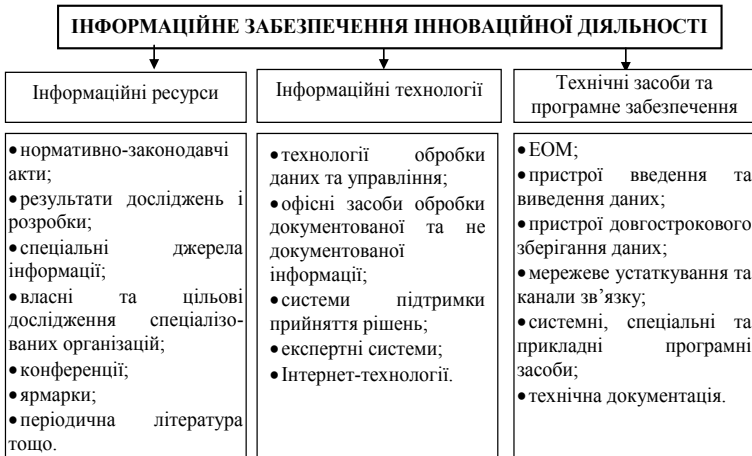 ІНФОРМАЦІЙНЕ ЗАБЕЗПЕЧЕННЯ ІННОВАЦІЙНОЇ ДІЯЛЬНОСТІ
Інформаційні ресурси
•нормативно-законодавчі
акти;
•результати досліджень і
розробки;
•спеціальні джерела
інформації;
•власні та цільові
дослідження спеціалізо-
ваних організацій;
•конференції;
•ярмарки;
•періодична література
тощо.
Інформаційні технології
•технології обробки
даних та управління;
•офісні засоби обробки
документованої та не
документованої
інформації;
•системи підтримки
прийняття рішень;
•експертні системи;
•Інтернет-технології.
Технічні засоби та
програмне забезпечення
•ЕОМ;
•пристрої введення та
виведення даних;
•пристрої довгострокового
зберігання даних;
•мережеве устаткування та
канали зв’язку;
•системні, спеціальні та
прикладні програмні
засоби;
•технічна документація.